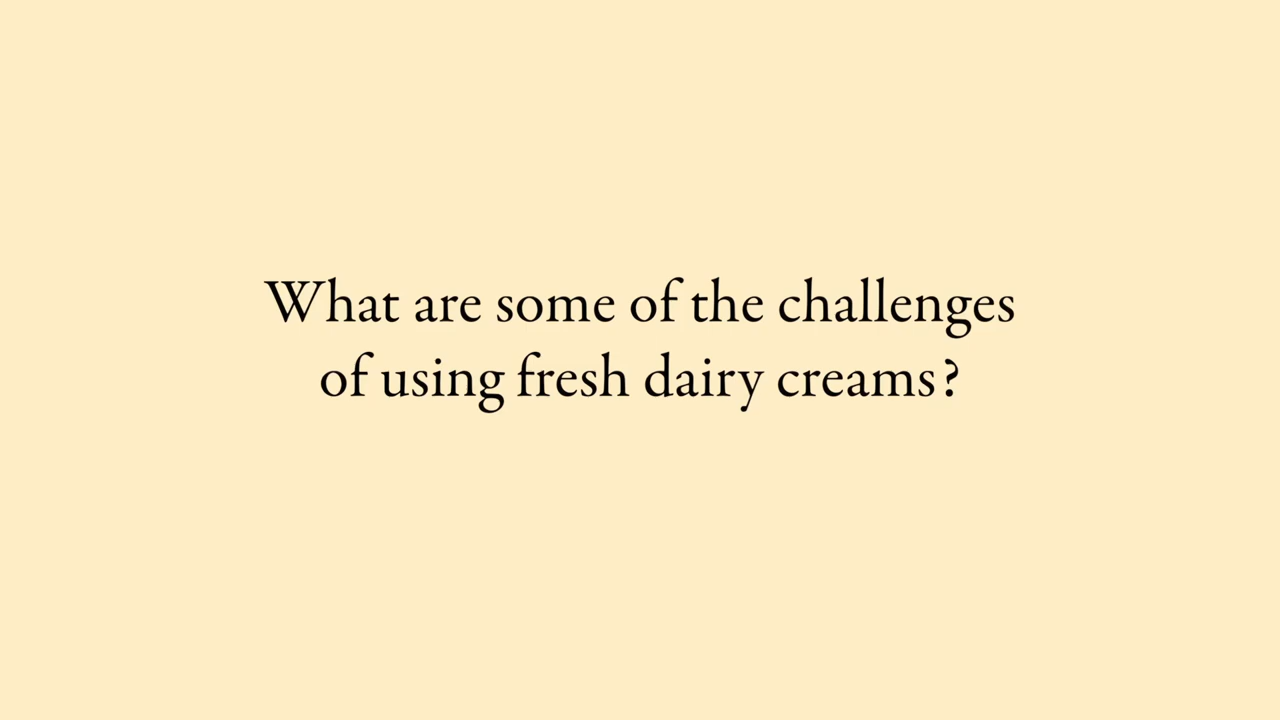 What are some of the challenges
of using fresh dairy creams?